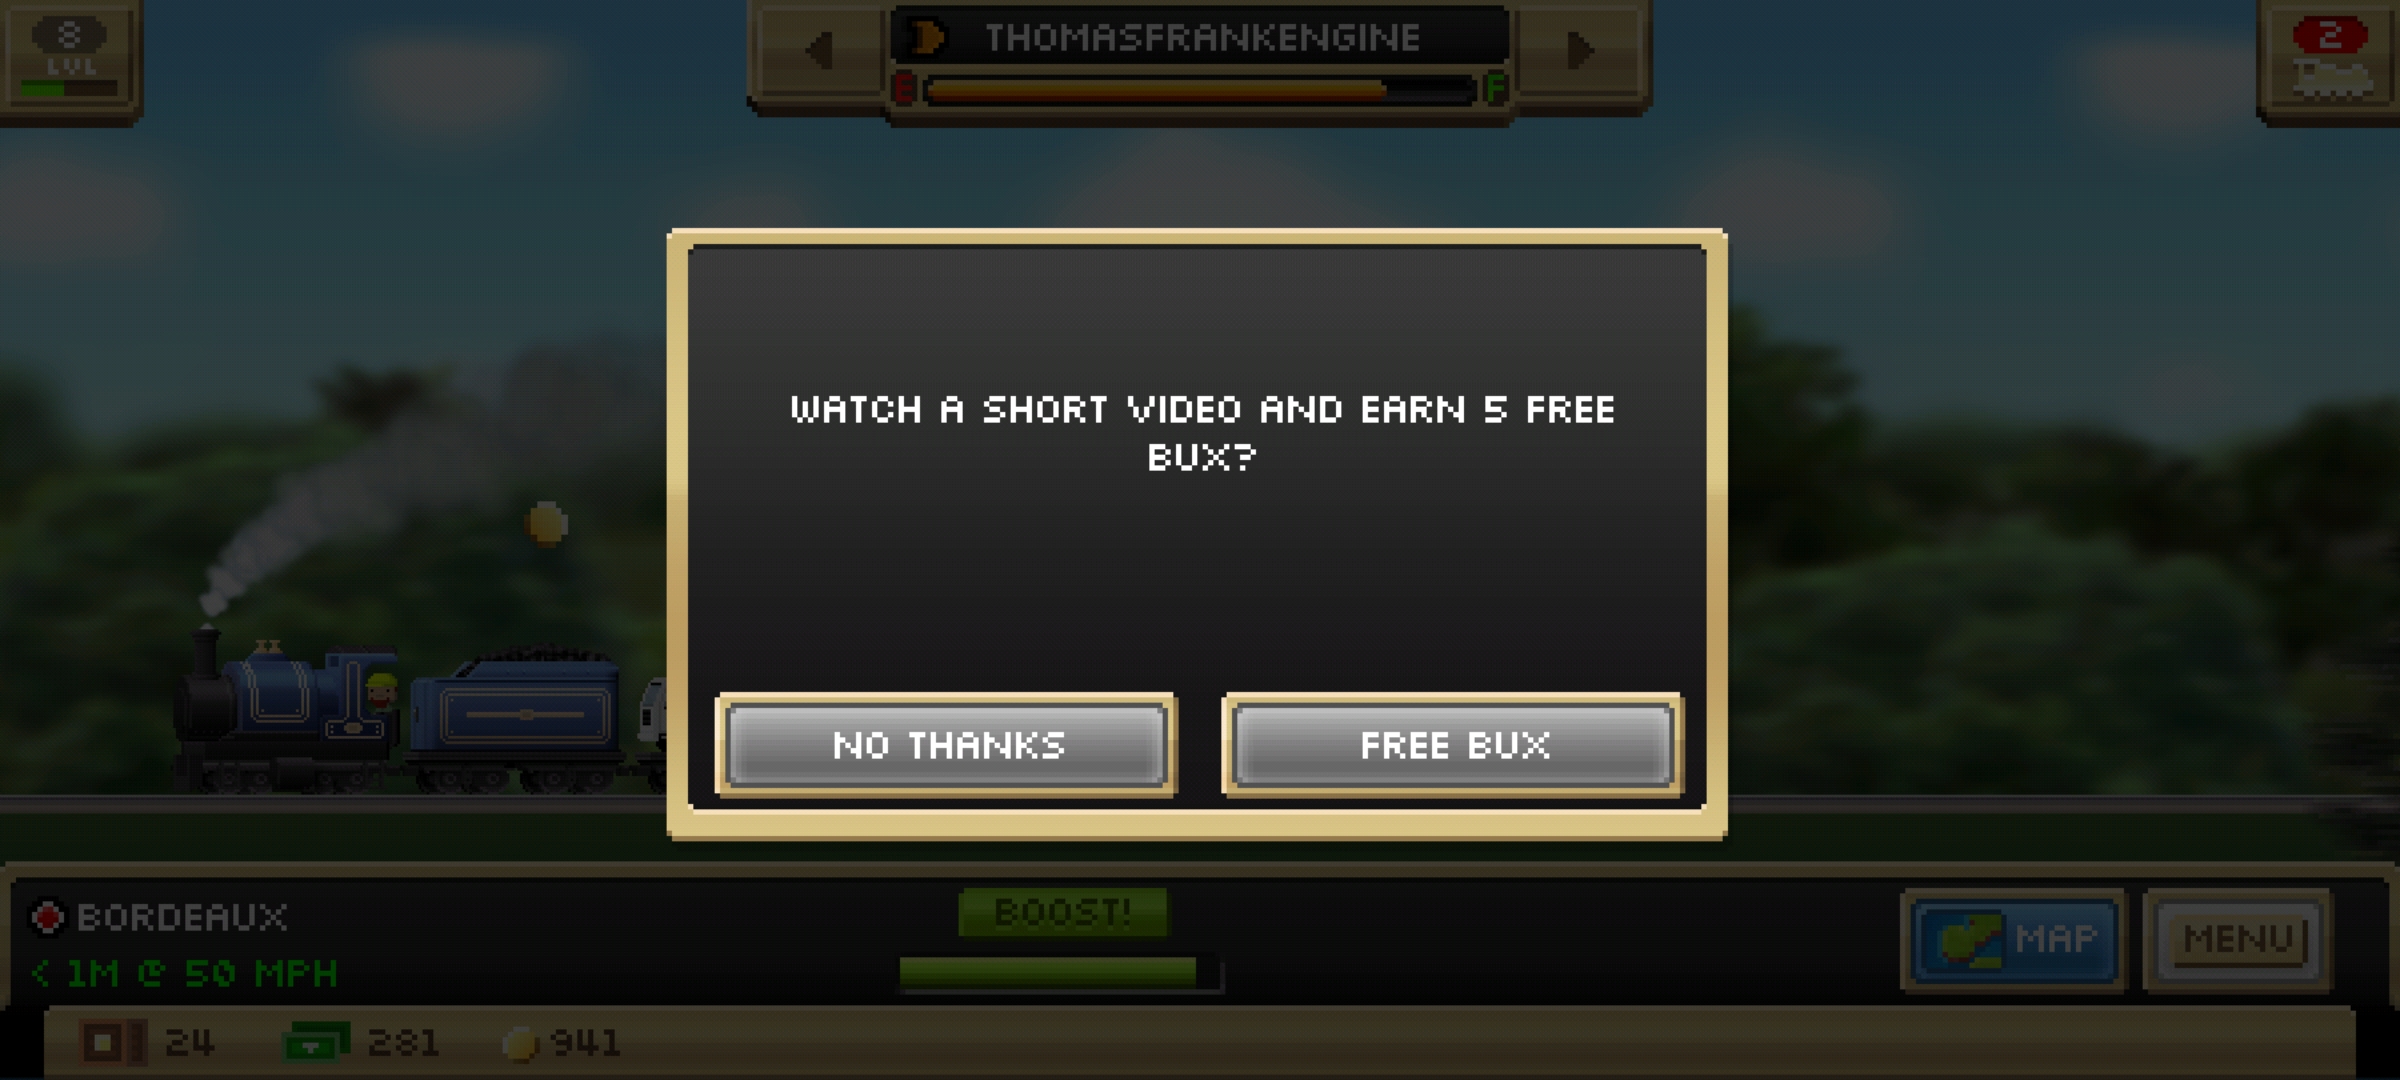 8
LVL
THOMASFRANKENGINE
E F
2
WATCH A SHORT VIDEO AND EARN 5 FREE
BUX?
NO THANKS
FREE BUX
BORDEAUX
< 1M @ 50 MPH
BOOST!
MAP
MENU
24
281
941